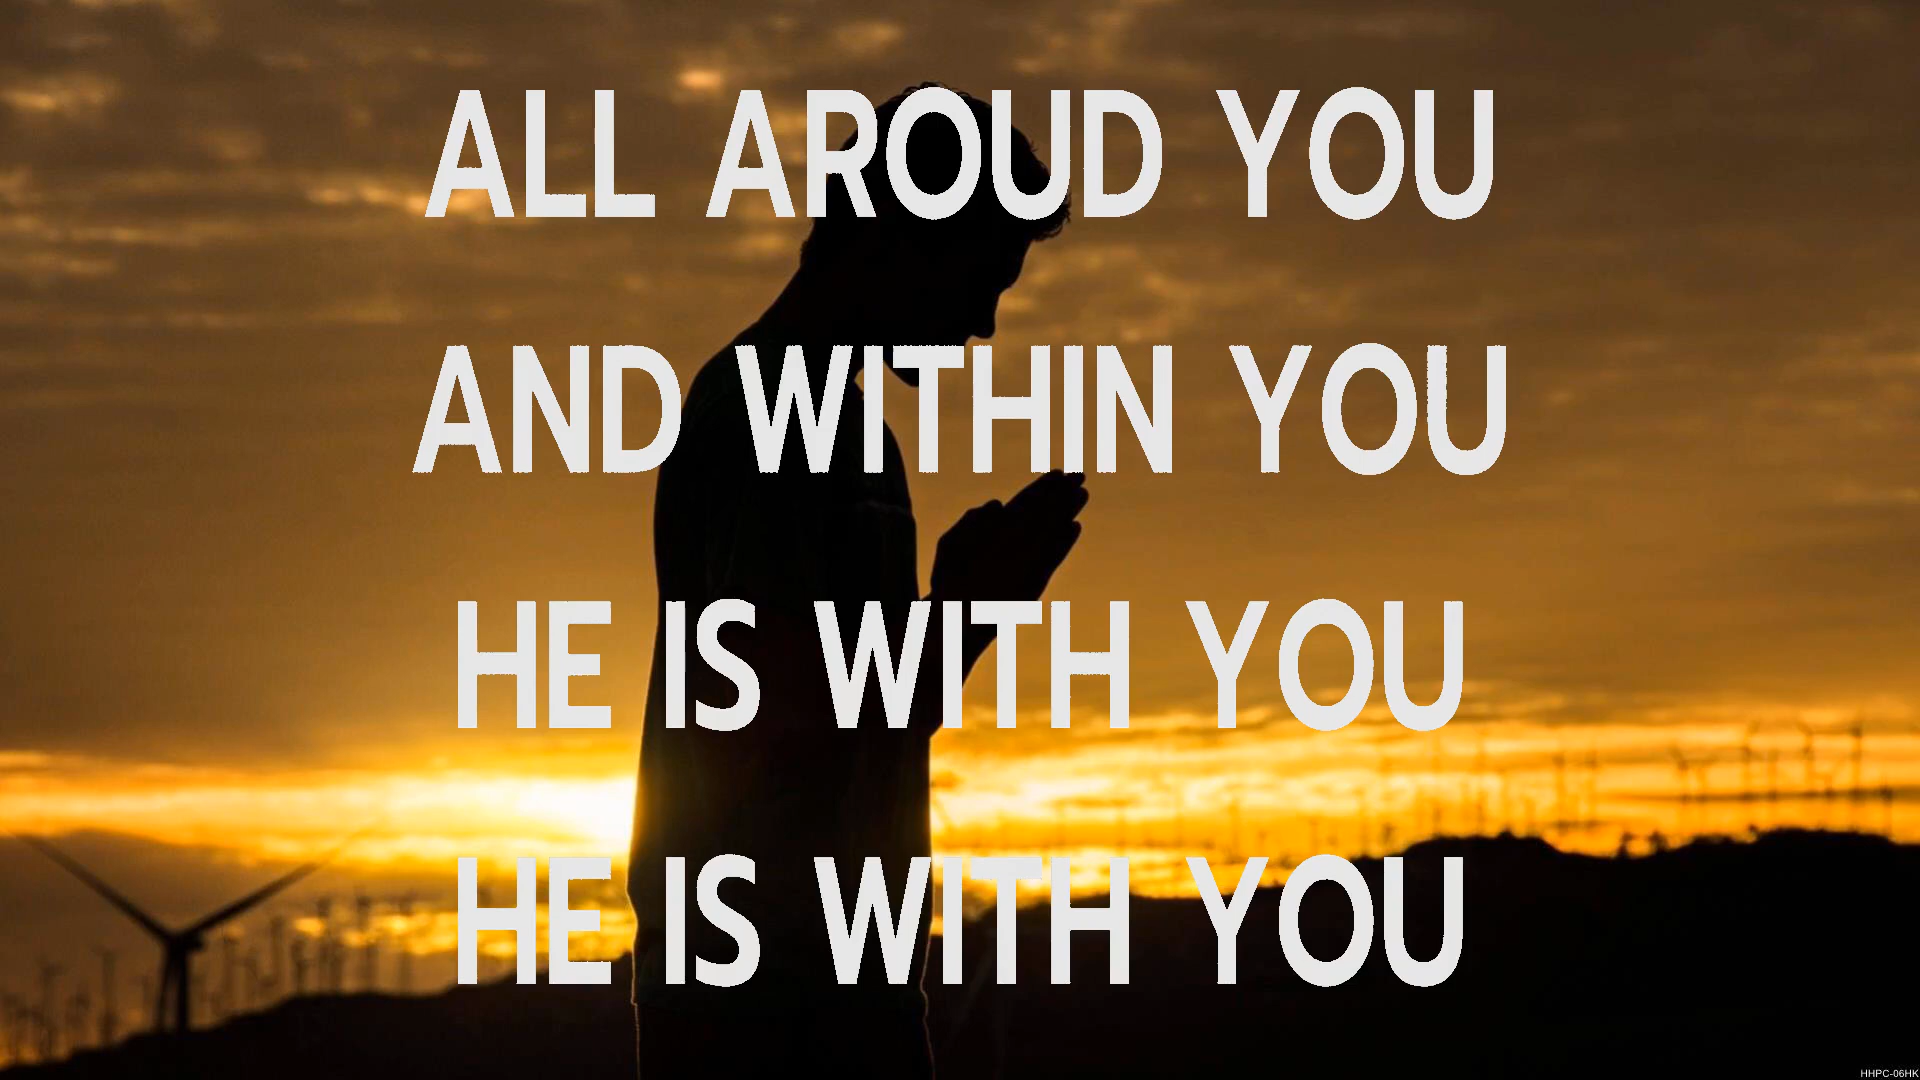 ALL AROUD YOU
AND WITHIN YOU
HE IS WITH YOU
HE IS WITH YOU
HHPC-06HK